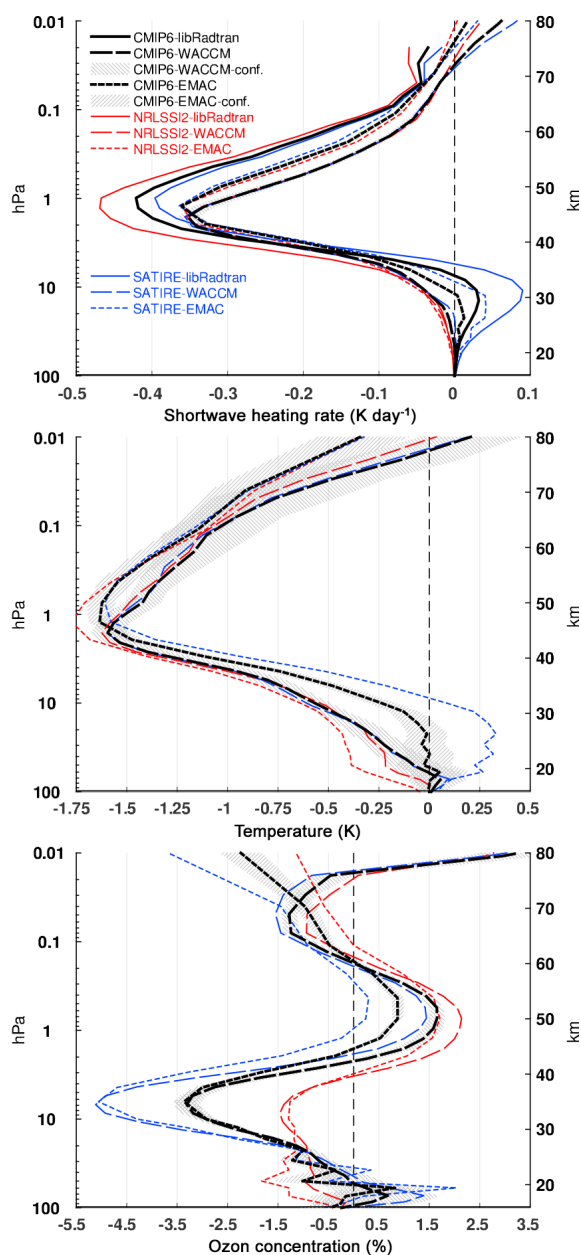 0.01
0.1
1
10
100
hPa
80
70
60
50
40
30
20
km
CMIP6-libRadtran
CMIP6-WACCM
CMIP6-WACCM-conf.
CMIP6-EMAC
CMIP6-EMAC-conf.
NRLSSI2-libRadtran
NRLSSI2-WACCM
NRLSSI2-EMAC
SATIRE-libRadtran
SATIRE-WACCM
SATIRE-EMAC
-0.5 -0.4 -0.3 -0.2 -0.1 0 0.1
Shortwave heating rate (K day-1)
0.01
0.1
1
10
100
hPa
80
70
60
50
40
30
20
km
-1.75 -1.5 -1.25 -1 -0.75 -0.5 -0.25 0 0.25 0.5
Temperature (K)
0.01
0.1
1
10
100
hPa
80
70
60
50
40
30
20
km
-5.5 -4.5 -3.5 -2.5 -1.5 -0.5 0.5 1.5 2.5 3.5
Ozon concentration (%)